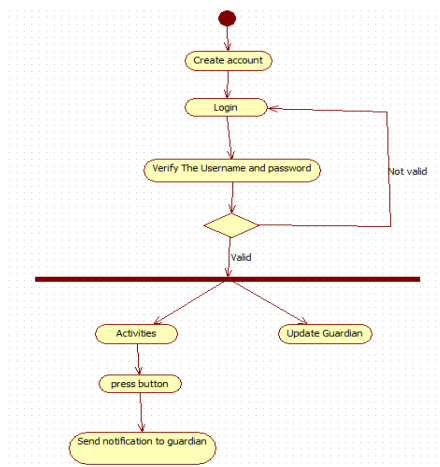 Create account
Login
Verify The Username and password
Not valid
Valid
Activities
Update Guardian
press button
Send notification to guardian